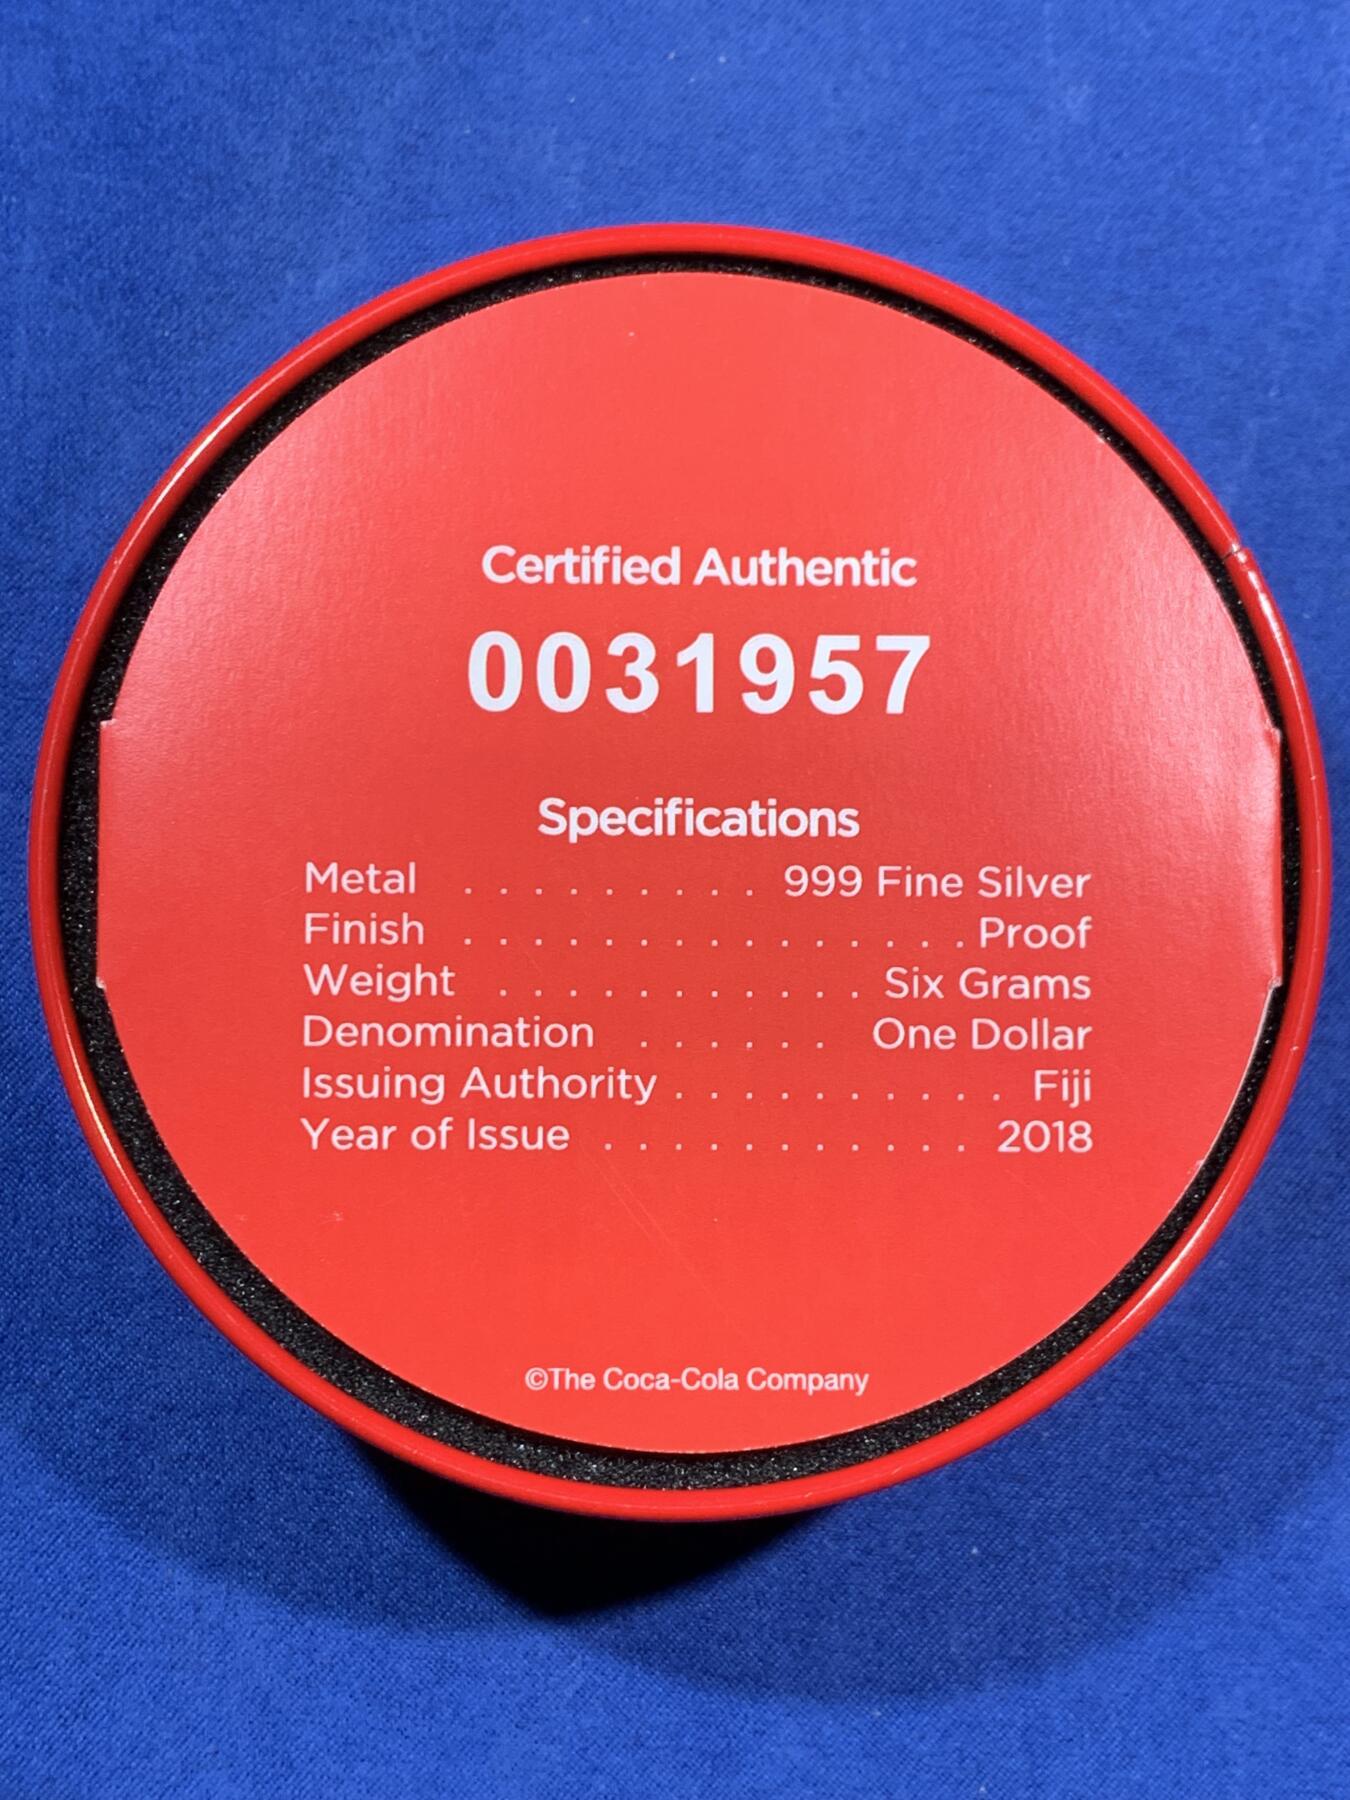 Certified Authentic
0031957
Specifications
Metal . . . . . . . . . 999 Fine Silver
Finish . . . . . . . . . . . . . . . Proof
Weight . . . . . . . . . . . Six Grams
Denomination . . . . . . One Dollar
Issuing Authority . . . . . . . . . . Fiji
Year of Issue . . . . . . . . . . . 2018
©The Coca-Cola Company